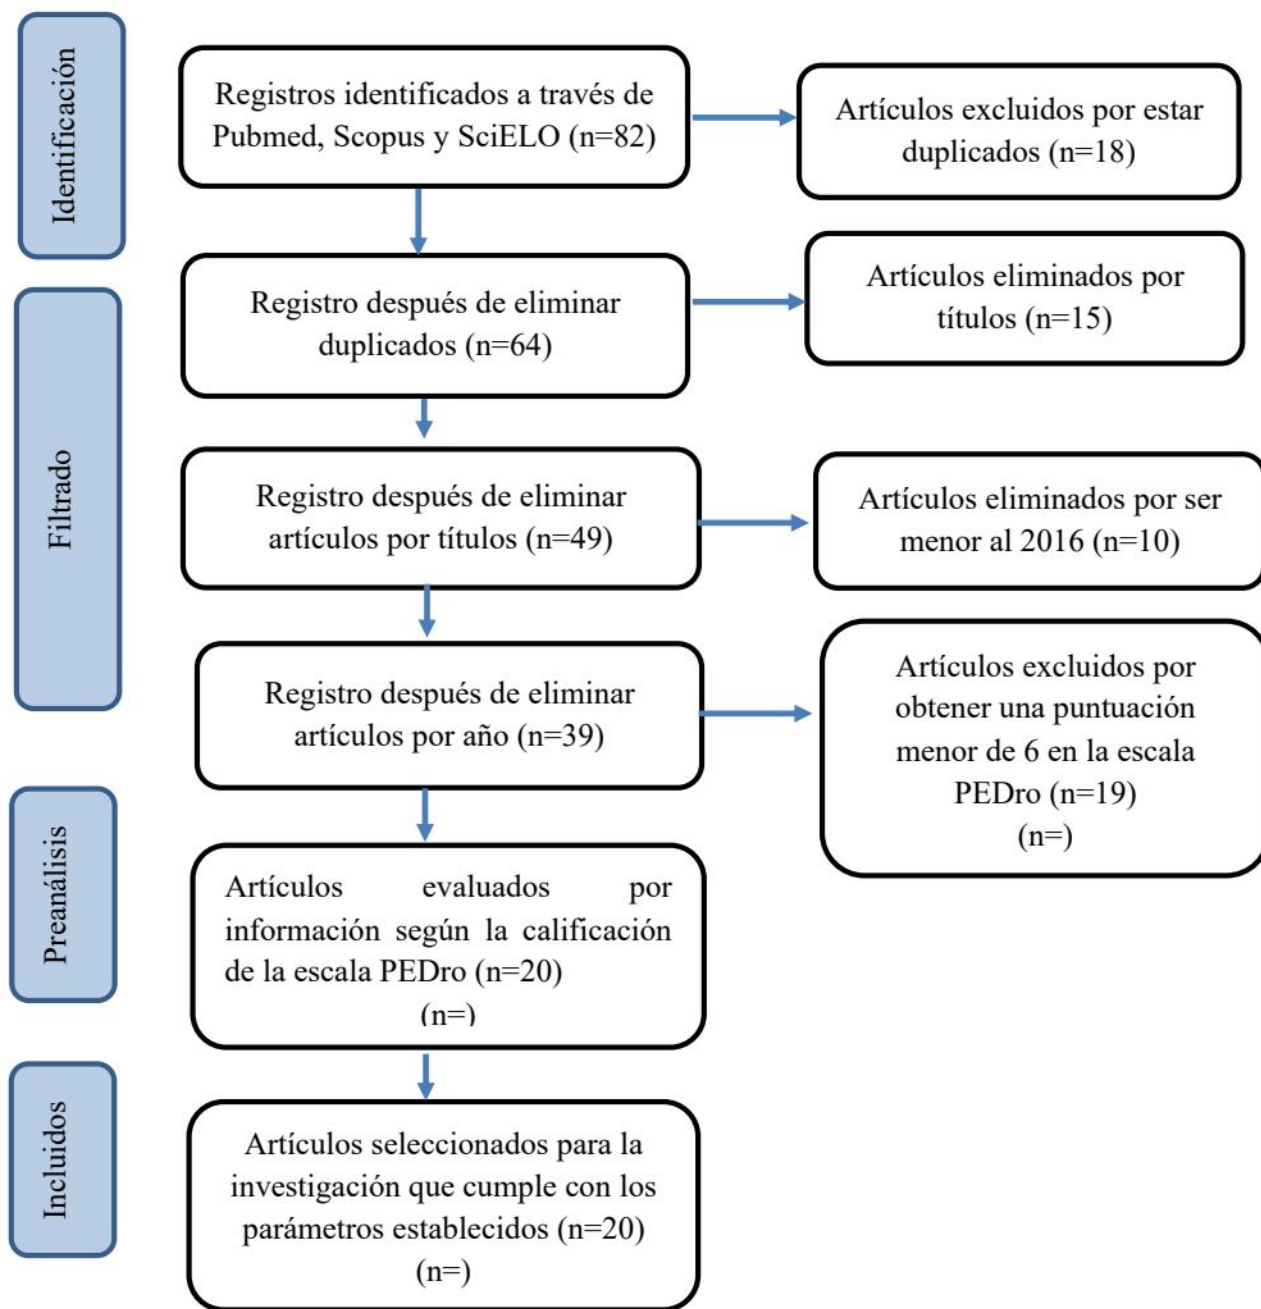 Identificación
Registros identificados a través de
Pubmed, Scopus y SciELO (n=82)
Artículos excluidos por estar
duplicados (n=18)
Filtrado
Registro después de eliminar
duplicados (n=64)
Artículos eliminados por
títulos (n=15)
Registro después de eliminar
artículos por títulos (n=49)
Artículos eliminados por ser
menor al 2016 (n=10)
Registro después de eliminar
artículos por año (n=39)
Artículos excluidos por
obtener una puntuación
menor de 6 en la escala
PEDro (n=19)
(n=)
Preanálisis
Artículos evaluados por
información según la calificación
de la escala PEDro (n=20)
(n=)
Incluidos
Artículos seleccionados para la
investigación que cumple con los
parámetros establecidos (n=20)
(n=)